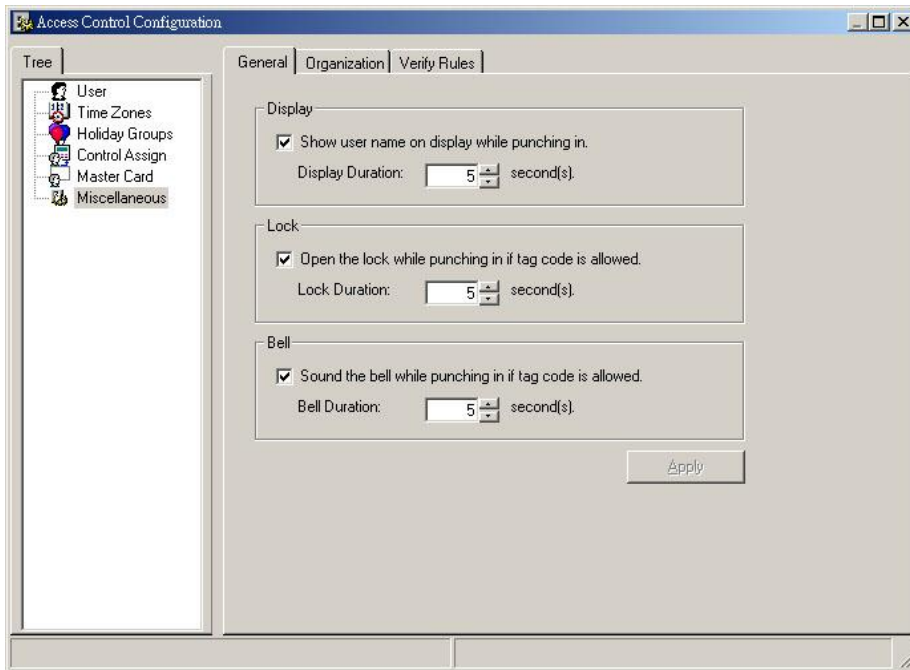 Access Control Configuration
Tree
User
Time Zones
Holiday Groups
Control Assign
Master Card
Miscellaneous
General Organization Verify Rules
Display
Show user name on display while punching in.
Display Duration: 5 second(s).
Lock
Open the lock while punching in if tag code is allowed.
Lock Duration: 5 second(s).
Bell
Sound the bell while punching in if tag code is allowed.
Bell Duration: 5 second(s).
Apply